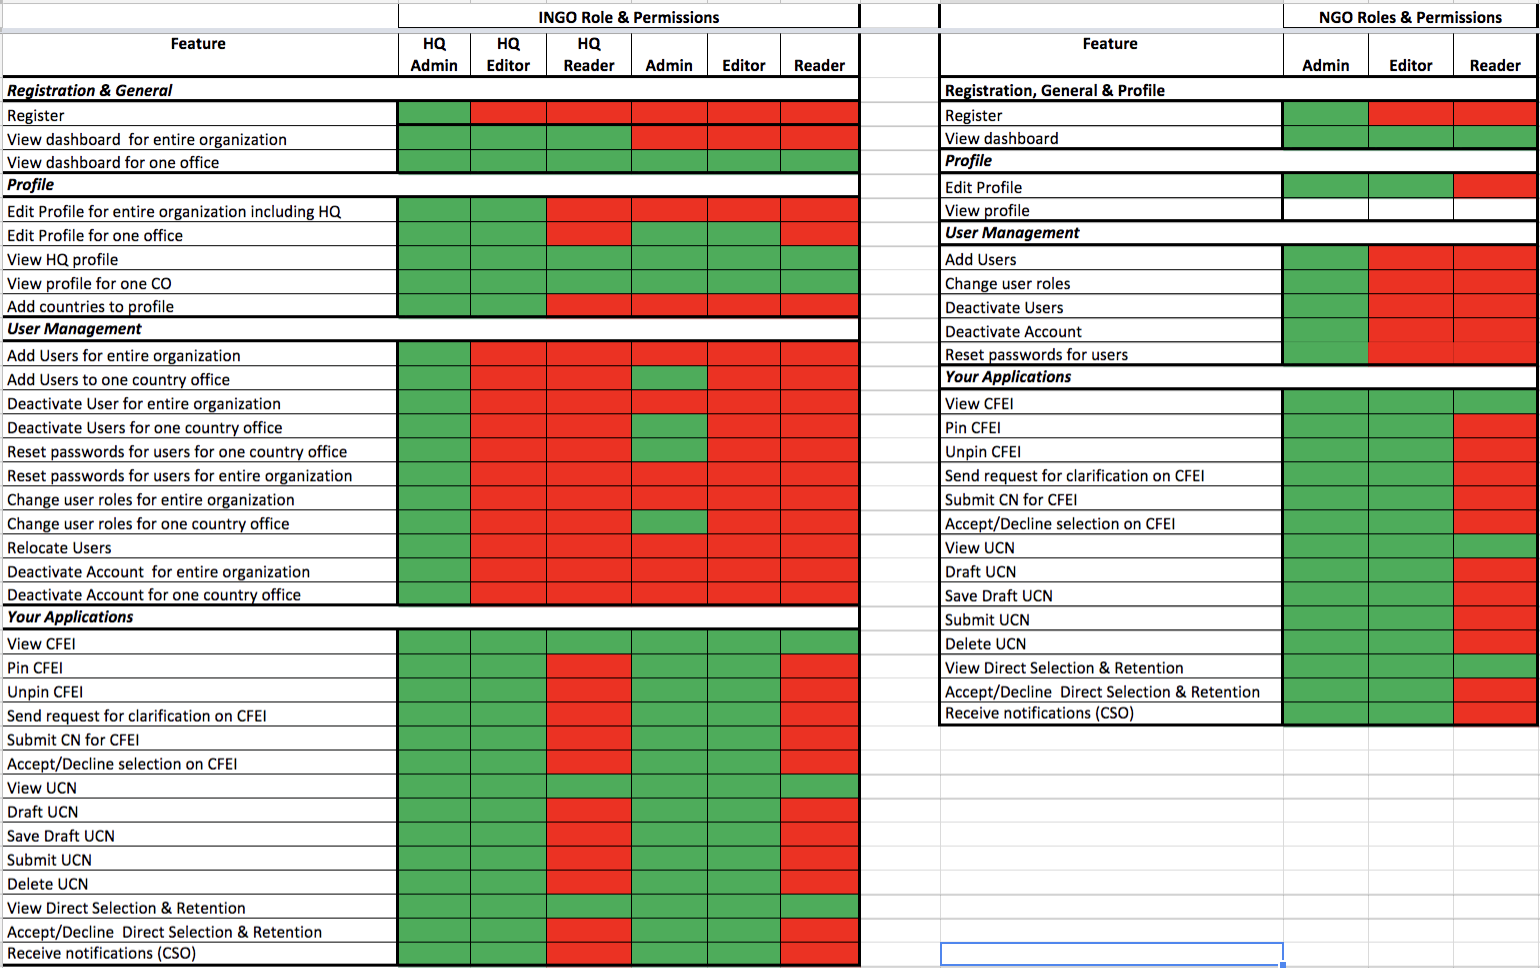 INGO Role & Permissions
Feature
HQ Admin
HQ Editor
HQ Reader
Admin
Editor
Reader
Registration & General
Register
View dashboard  for entire organization
View dashboard for one office
Profile
Edit Profile for entire organization including HQ
Edit Profile for one office
View HQ profile
View profile for one CO
Add countries to profile
User Management
Add Users for entire organization
Add Users to one country office
Deactivate User for entire organization
Deactivate Users for one country office
Reset passwords for users for one country office
Reset passwords for users for entire organization
Change user roles for entire organization
Change user roles for one country office
Relocate Users
Deactivate Account  for entire organization
Deactivate Account for one country office
Your Applications
View CFEI
Pin CFEI
Unpin CFEI
Send request for clarification on CFEI
Submit CN for CFEI
Accept/Decline selection on CFEI
View UCN
Draft UCN
Save Draft UCN
Submit UCN
Delete UCN
View Direct Selection & Retention
Accept/Decline  Direct Selection & Retention
Receive notifications (CSO)
NGO Roles & Permissions
Feature
Admin
Editor
Reader
Registration, General & Profile
Register
View dashboard
Profile
Edit Profile
View profile
User Management
Add Users
Change user roles
Deactivate Users
Deactivate Account
Reset passwords for users
Your Applications
View CFEI
Pin CFEI
Unpin CFEI
Send request for clarification on CFEI
Submit CN for CFEI
Accept/Decline selection on CFEI
View UCN
Draft UCN
Save Draft UCN
Submit UCN
Delete UCN
View Direct Selection & Retention
Accept/Decline  Direct Selection & Retention
Receive notifications (CSO)